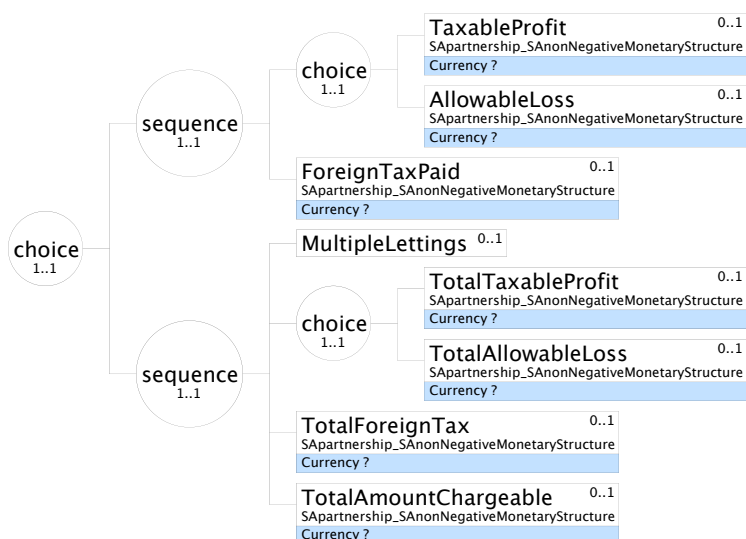 TaxableProfit 0..1
SApartnership_SAnonNegativeMonetaryStructure
Currency ?
choice
1..1
AllowableLoss 0..1
SApartnership_SAnonNegativeMonetaryStructure
Currency ?
sequence
1..1
ForeignTaxPaid 0..1
SApartnership_SAnonNegativeMonetaryStructure
Currency ?
choice
1..1
MultipleLettings 0..1
TotalTaxableProfit 0..1
SApartnership_SAnonNegativeMonetaryStructure
Currency ?
choice
1..1
TotalAllowableLoss 0..1
SApartnership_SAnonNegativeMonetaryStructure
Currency ?
sequence
1..1
TotalForeignTax 0..1
SApartnership_SAnonNegativeMonetaryStructure
Currency ?
TotalAmountChargeable 0..1
SApartnership_SAnonNegativeMonetaryStructure
Currency ?